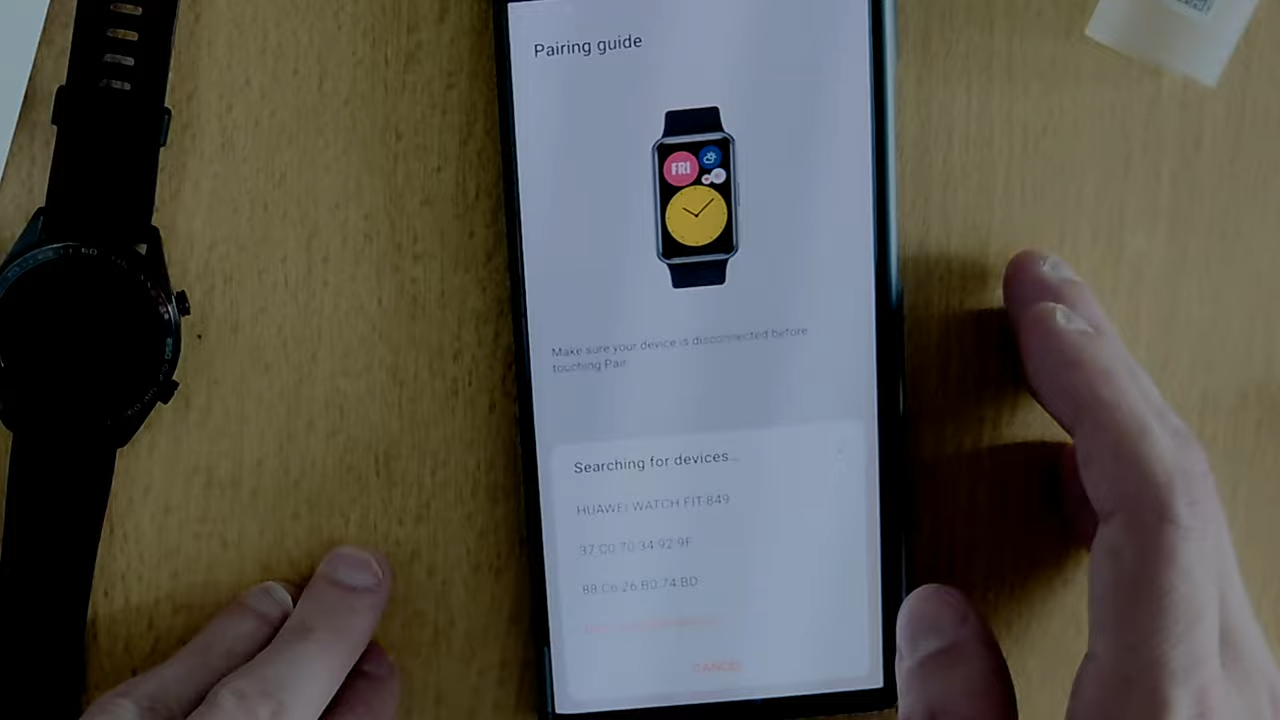 Pairing guide
FRI
Make sure your device is disconnected before
touching Pair
Searching for devices...
HUAWEI WATCH FIT-849
37:C0:70:34:92:9F
88:C6:26:B0:74:BD
CANCEL
60